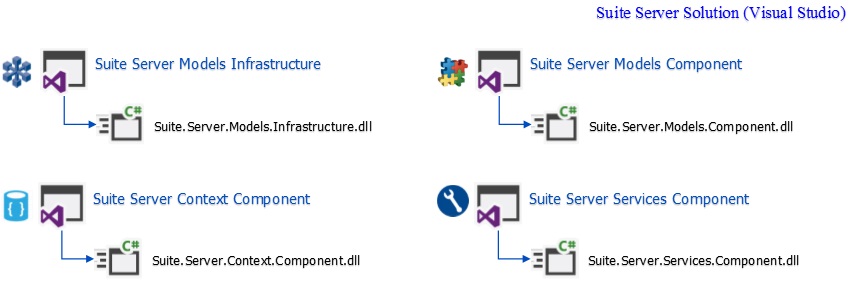 Suite Server Solution (Visual Studio)
Suite Server Models Infrastructure
C#
Suite.Server.Models.Infrastructure.dll
Suite Server Models Component
C#
Suite.Server.Models.Component.dll
Suite Server Context Component
C#
Suite.Server.Context.Component.dll
Suite Server Services Component
C#
Suite.Server.Services.Component.dll